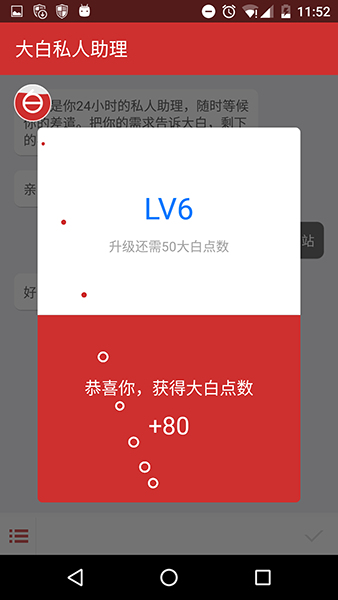 11:52
大白私人助理
是你24小时的私人助理，随时等候
你的差遣。把你的需求告诉大白，剩下
的
亲
LV6
升级还需50大白点数
站
好
恭喜你，获得大白点数
+80